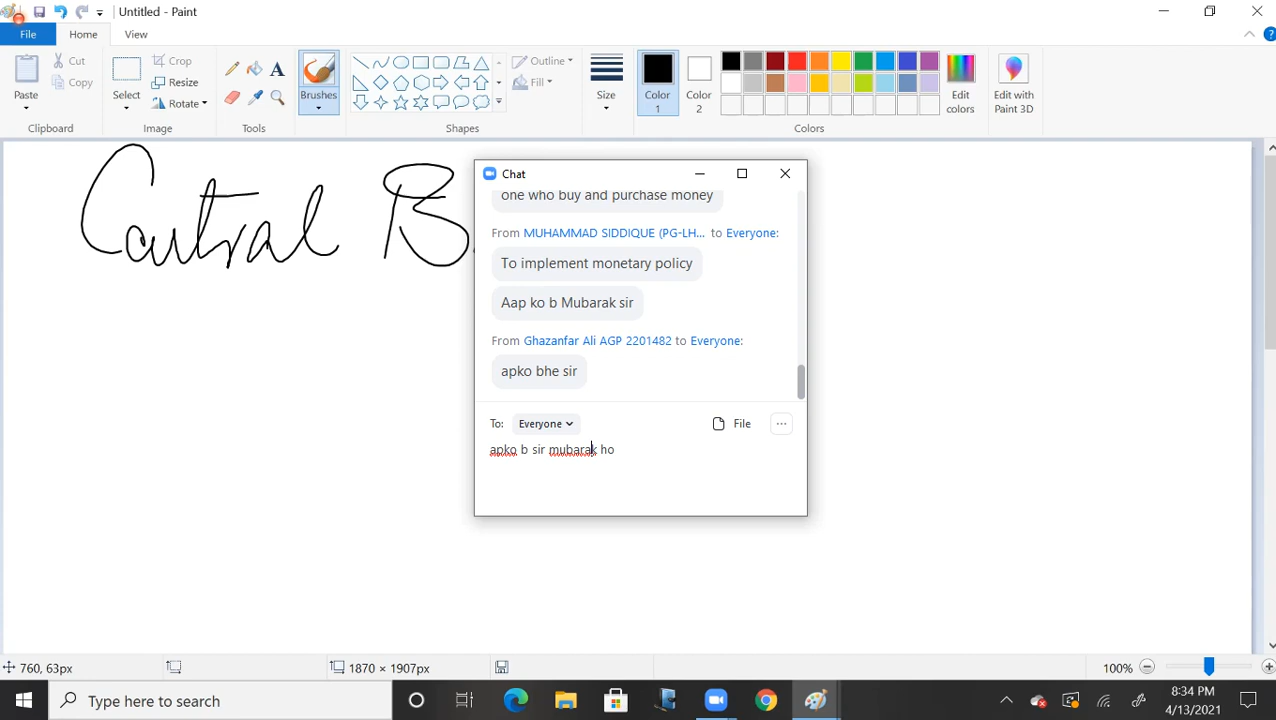 Untitled - Paint
File
Home
View
Paste
Cut
Copy
Clipboard
Select
Crop
Resize
Rotate
Image
A
Tools
Brushes
Outline
Fill
Shapes
Size
Color
1
Color
2
Edit
colors
Edit with
Paint 3D
Colors
Central B
Chat
one who buy and purchase money
From MUHAMMAD SIDDIQUE (PG-LH... to Everyone:
To implement monetary policy
Aap ko b Mubarak sir
From Ghazanfar Ali AGP 2201482 to Everyone:
apko bhe sir
To: Everyone
File
...
apko b sir mubarak ho
760, 63px
1870 × 1907px
100%
Type here to search
8:34 PM
4/13/2021